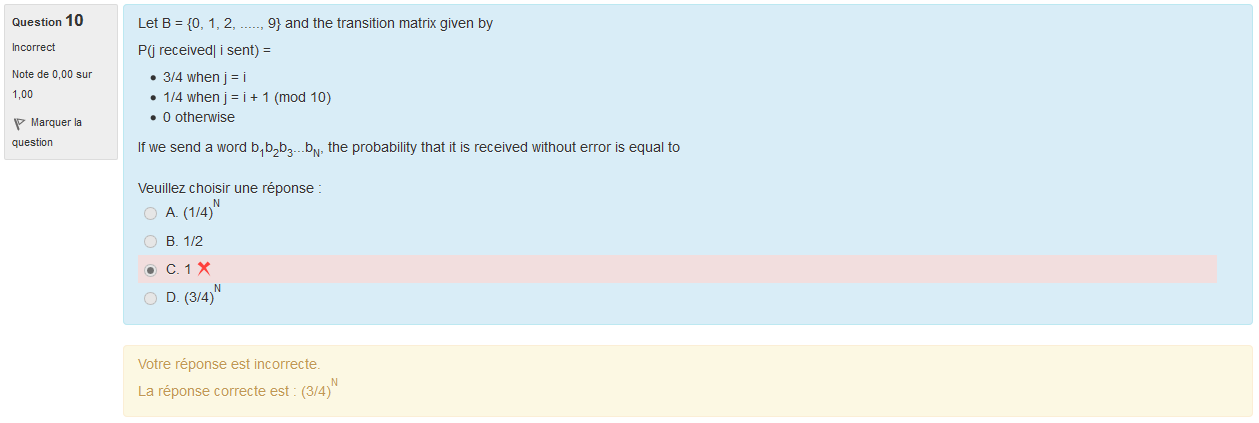 Question 10
Incorrect
Note de 0,00 sur
1,00
Marquer la
question
Let B = {0, 1, 2, ....., 9} and the transition matrix given by
P(j received| i sent) =
• 3/4 when j = i
• 1/4 when j = i + 1 (mod 10)
• 0 otherwise
If we send a word b₁b₂b₃...b_N, the probability that it is received without error is equal to
Veuillez choisir une réponse :
A. (1/4)^N
B. 1/2
C. 1 ✗
D. (3/4)^N
Votre réponse est incorrecte.
La réponse correcte est : (3/4)^N